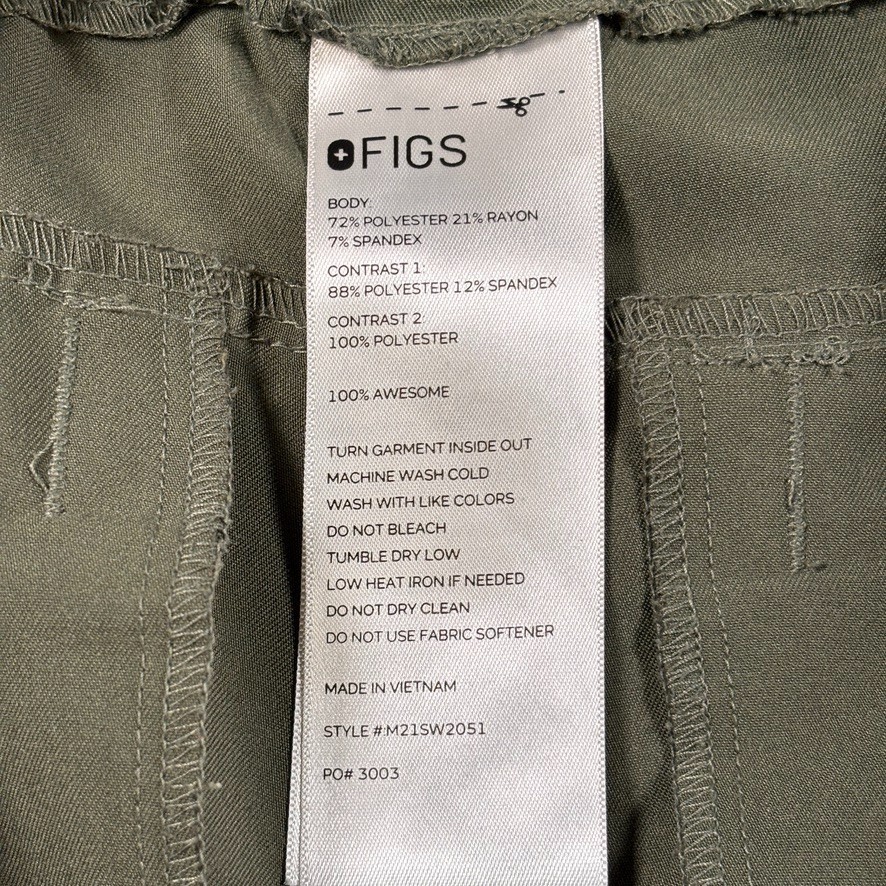 FIGS
BODY:
72% POLYESTER 21% RAYON
7% SPANDEX
CONTRAST 1:
88% POLYESTER 12% SPANDEX
CONTRAST 2
100% POLYESTER
100% AWESOME
TURN GARMENT INSIDE OUT
MACHINE WASH COLD
WASH WITH LIKE COLORS
DO NOT BLEACH
TUMBLE DRY LOW
LOW HEAT IRON IF NEEDED
DO NOT DRY CLEAN
DO NOT USE FABRIC SOFTENER
MADE IN VIETNAM
STYLE #:M21SW2051
PO# 3003